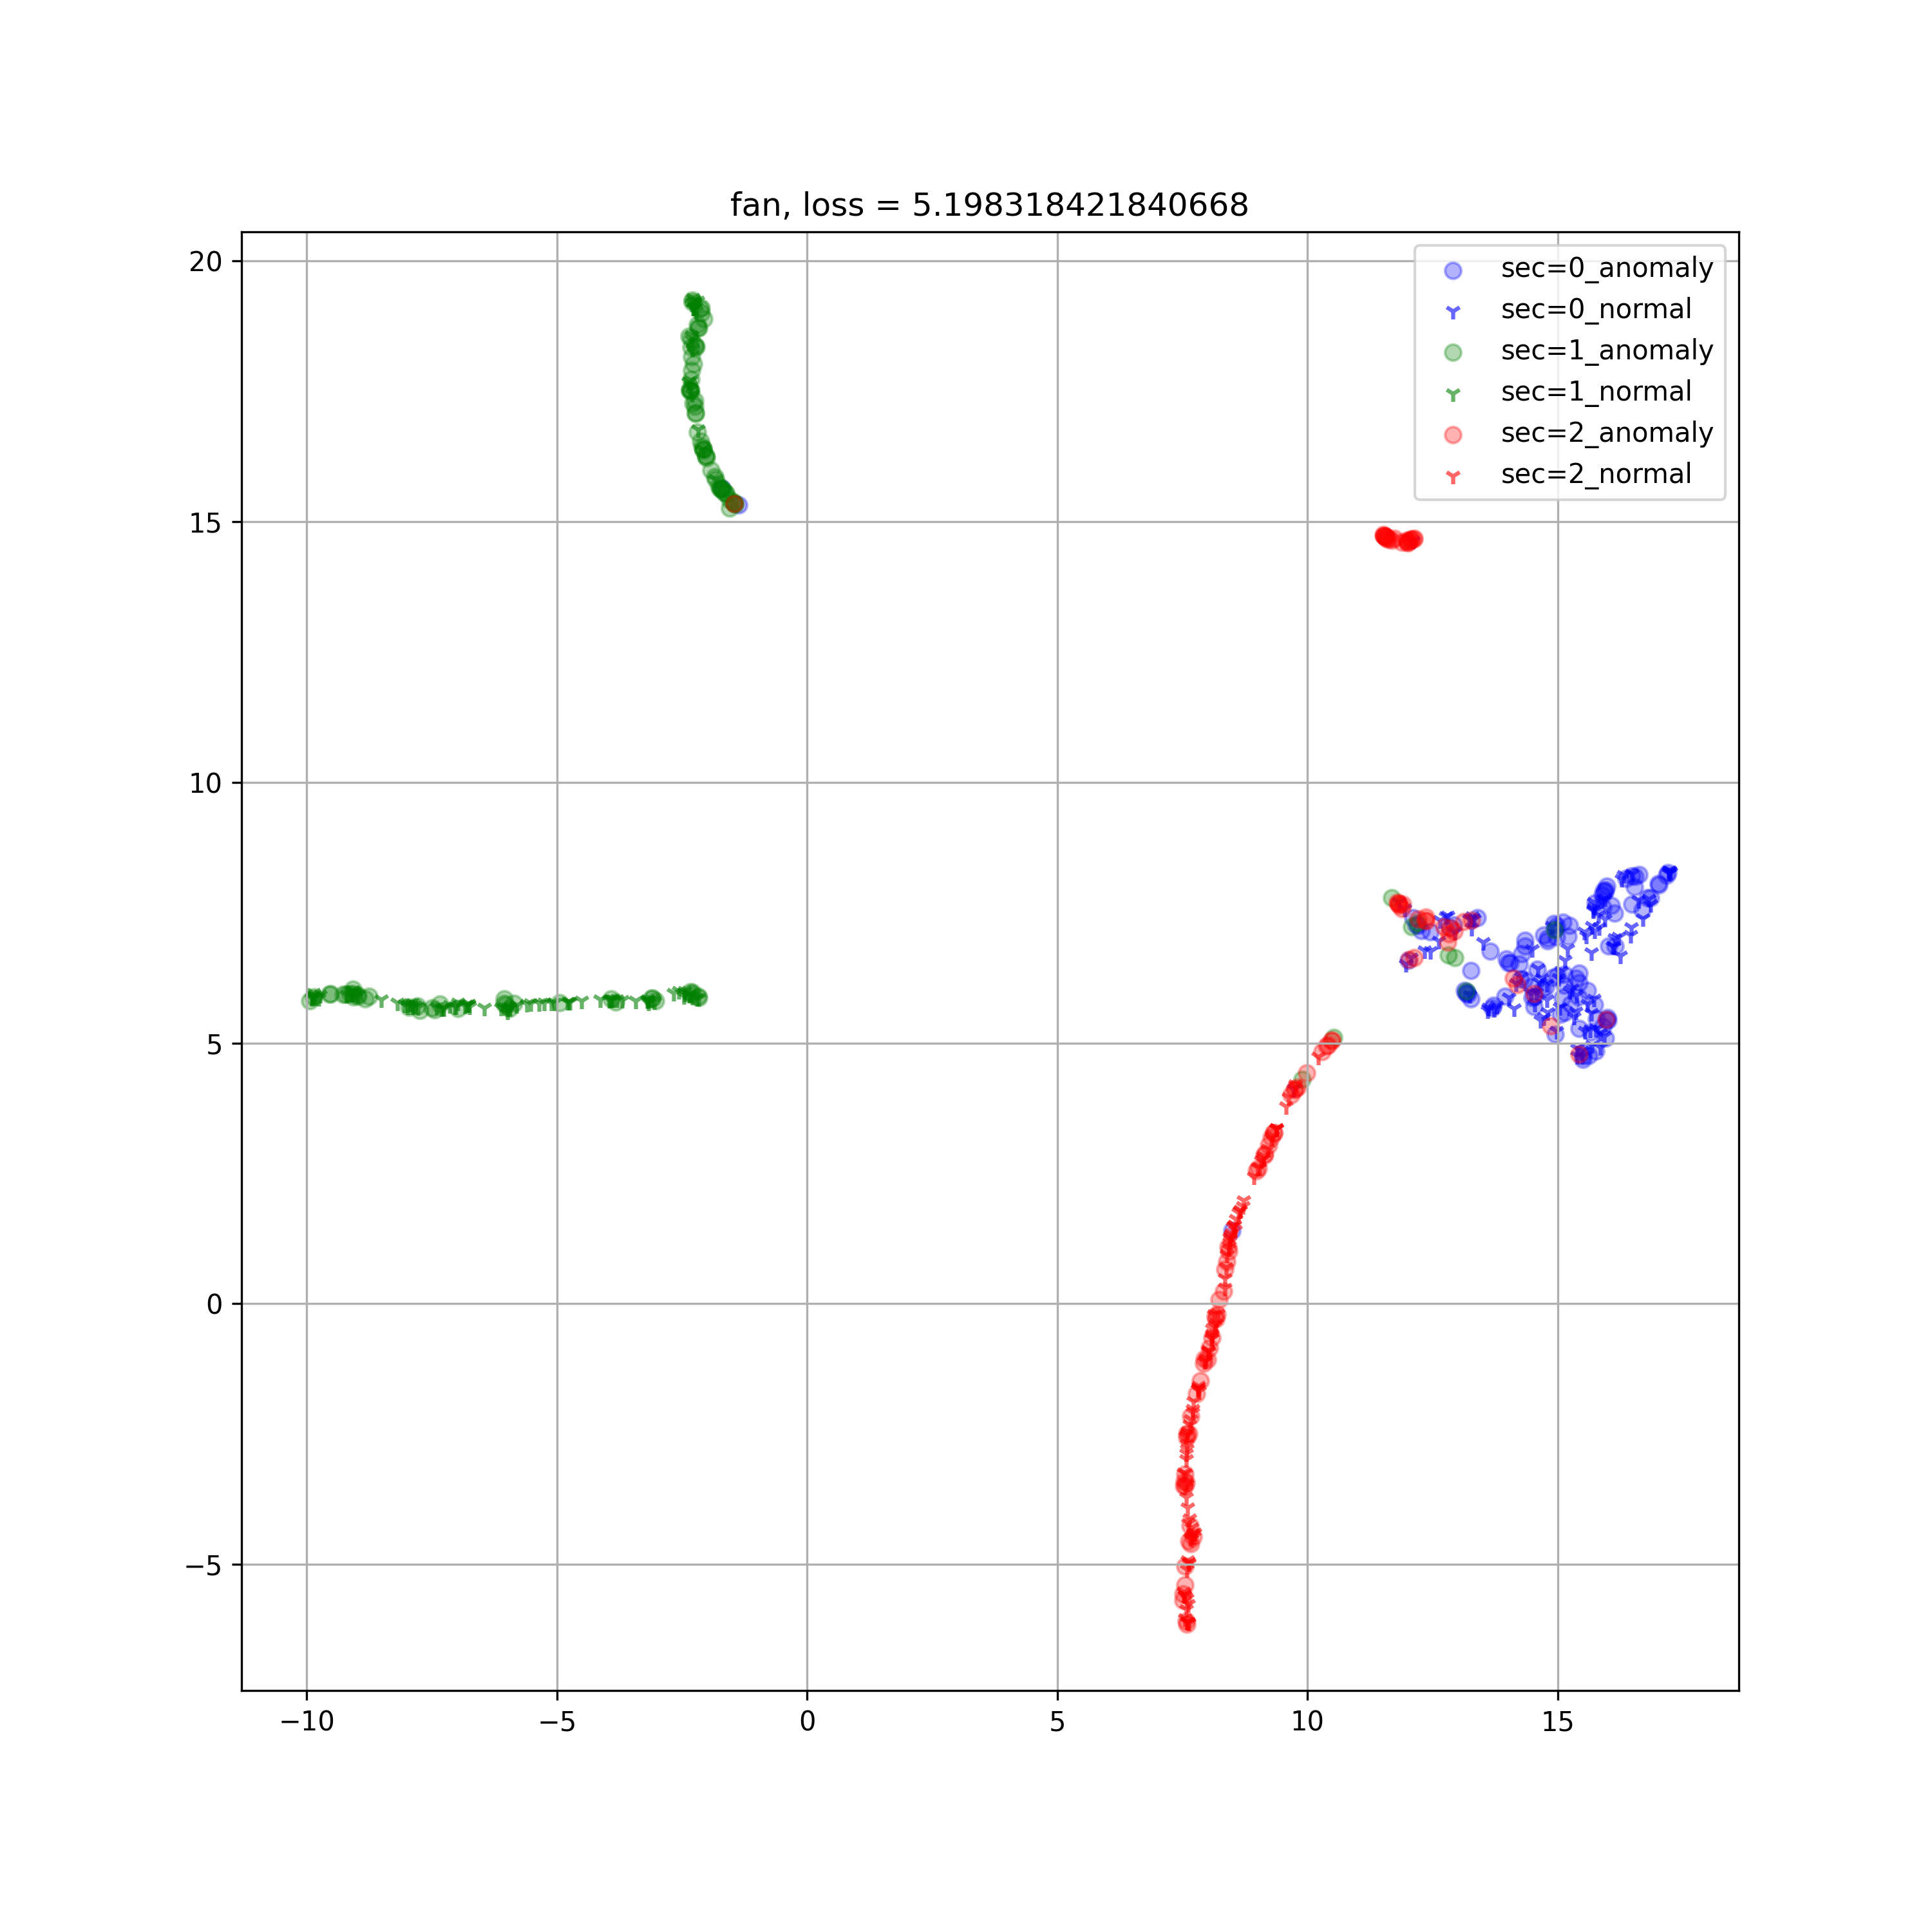 fan, loss = 5.198318421840668
sec=0_anomaly
sec=0_normal
sec=1_anomaly
sec=1_normal
sec=2_anomaly
sec=2_normal
20
15
10
5
0
−5
−10 −5 0 5 10 15